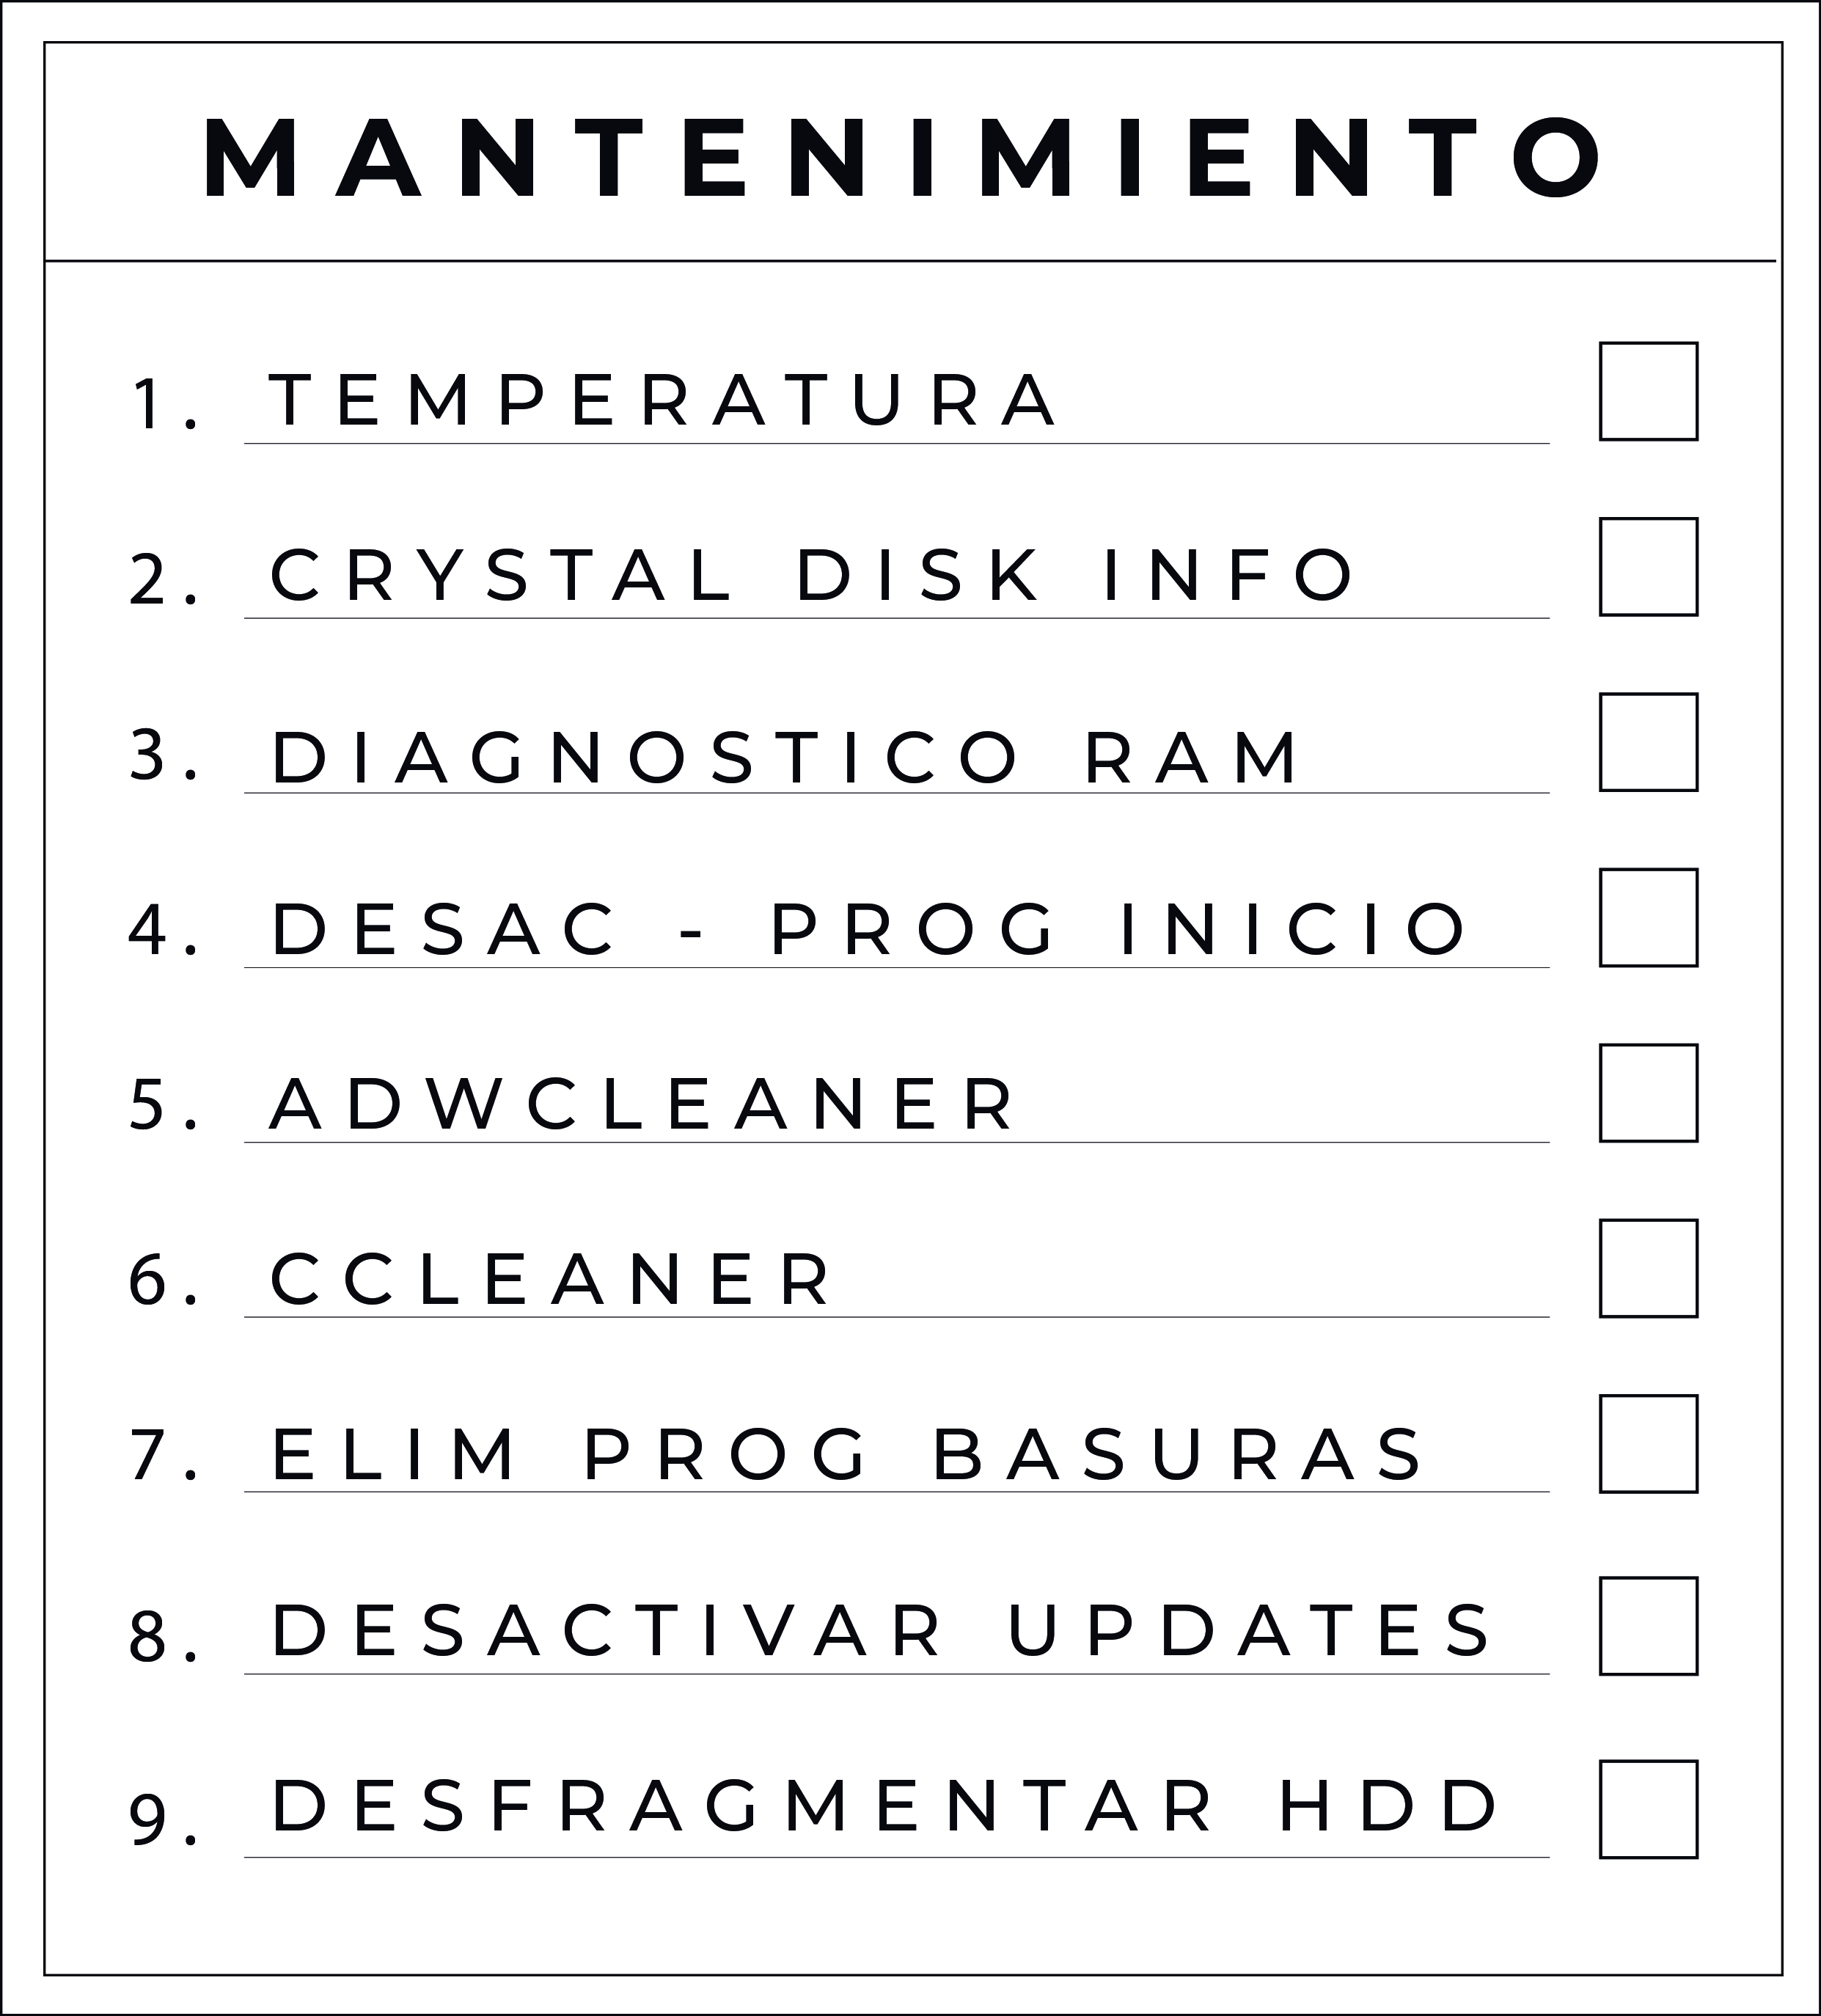 MANTENIMIENTO
1. TEMPERATURA
2. CRYSTAL DISK INFO
3. DIAGNOSTICO RAM
4. DESAC - PROG INICIO
5. ADWCLEANER
6. CCLEANER
7. ELIM PROG BASURAS
8. DESACTIVAR UPDATES
9. DESFRAGMENTAR HDD